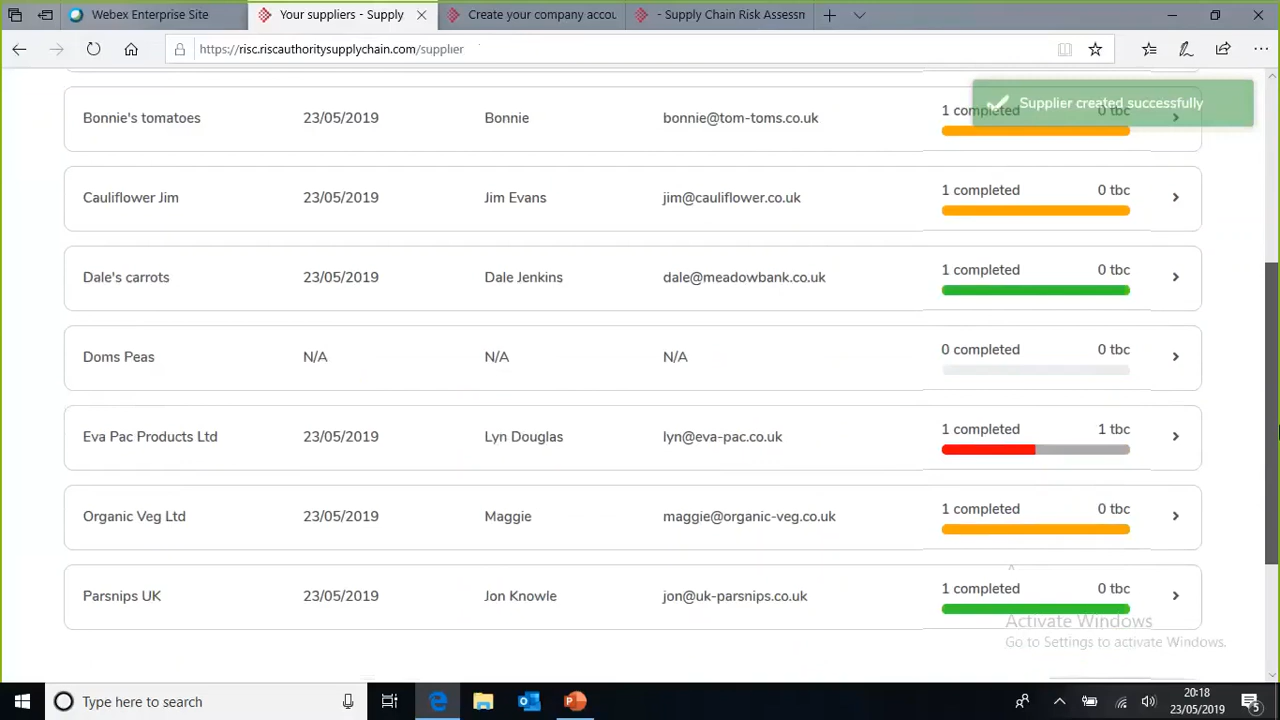 Webex Enterprise Site
Your suppliers - Supply
Create your company accou
- Supply Chain Risk Assessm
https://risc.riscauthoritysupplychain.com/supplier
Supplier created successfully
Bonnie's tomatoes 23/05/2019 Bonnie bonnie@tom-toms.co.uk 1 completed 0 tbc
Cauliflower Jim 23/05/2019 Jim Evans jim@cauliflower.co.uk 1 completed 0 tbc
Dale's carrots 23/05/2019 Dale Jenkins dale@meadowbank.co.uk 1 completed 0 tbc
Doms Peas N/A N/A N/A 0 completed 0 tbc
Eva Pac Products Ltd 23/05/2019 Lyn Douglas lyn@eva-pac.co.uk 1 completed 1 tbc
Organic Veg Ltd 23/05/2019 Maggie maggie@organic-veg.co.uk 1 completed 0 tbc
Parsnips UK 23/05/2019 Jon Knowle jon@uk-parsnips.co.uk 1 completed 0 tbc
Activate Windows
Go to Settings to activate Windows.
Type here to search
20:18
23/05/2019
5